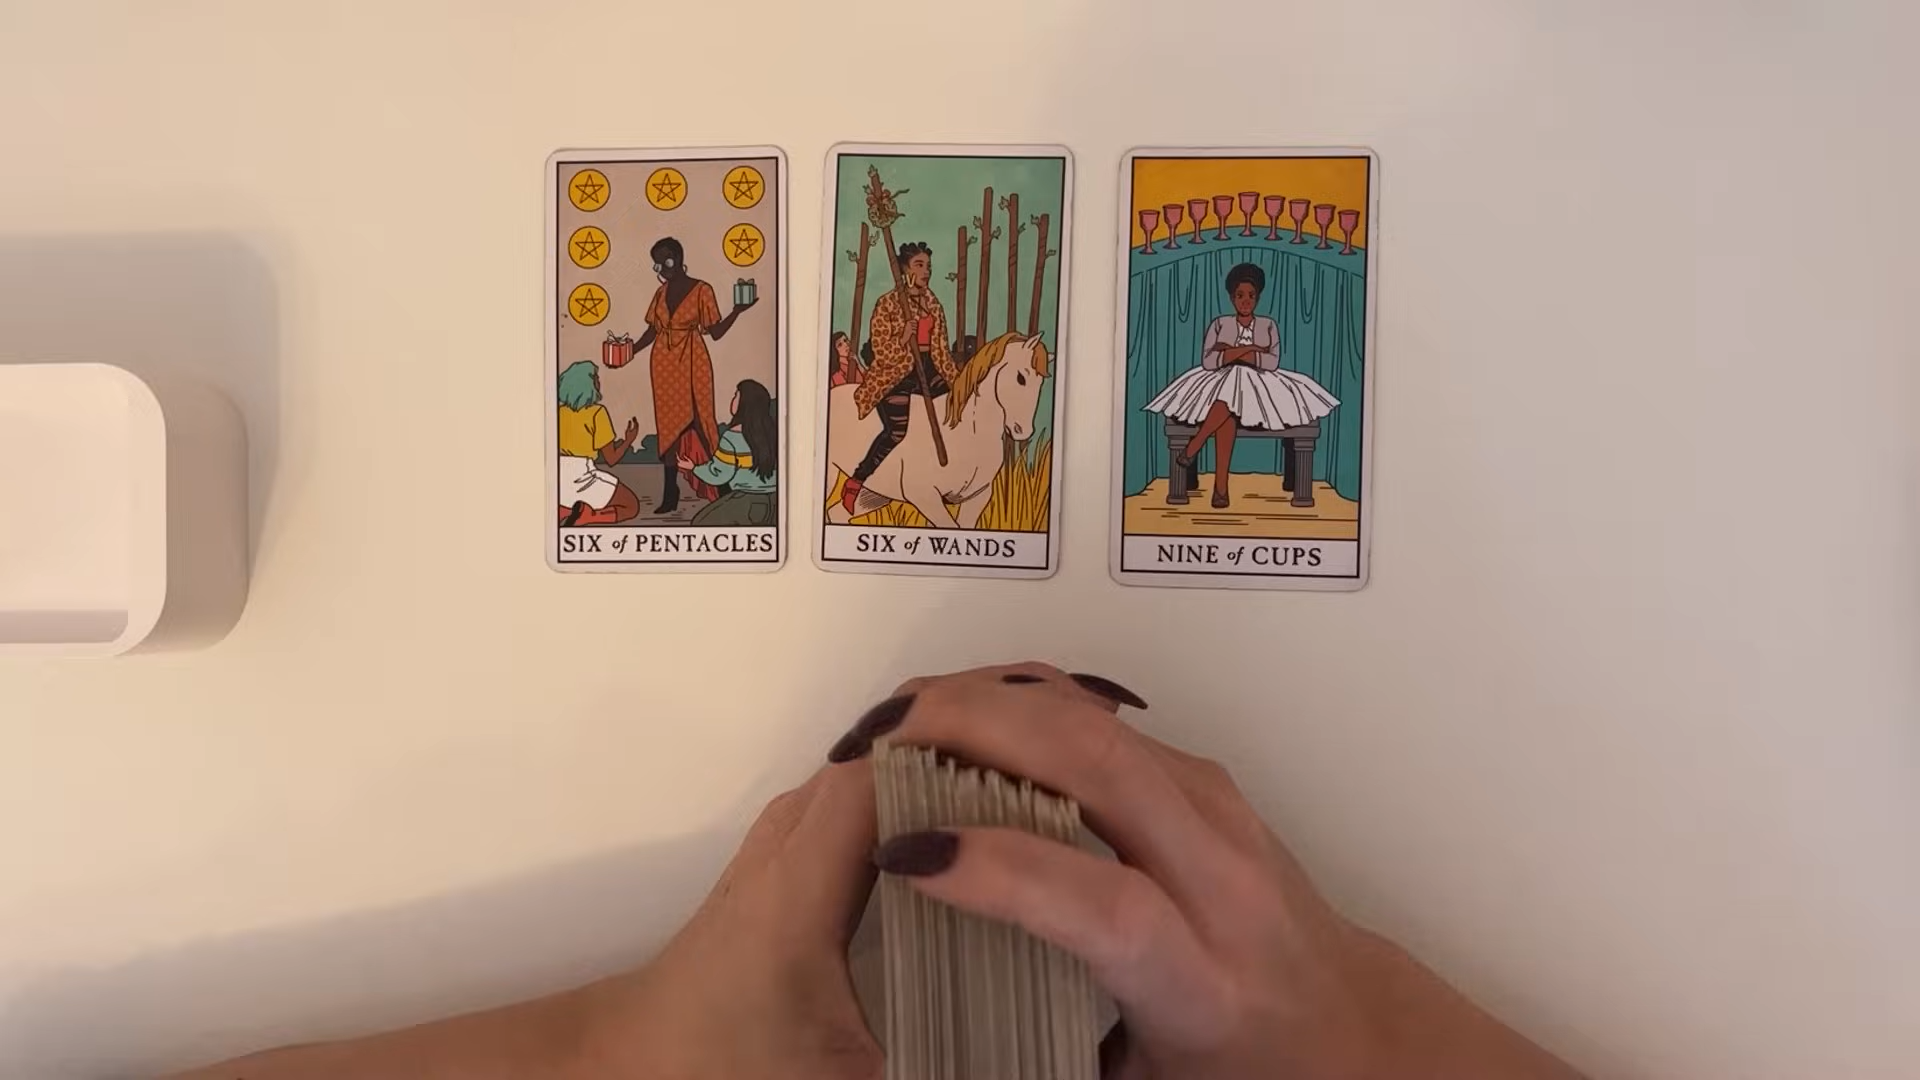 SIX of PENTACLES
SIX of WANDS
NINE of CUPS